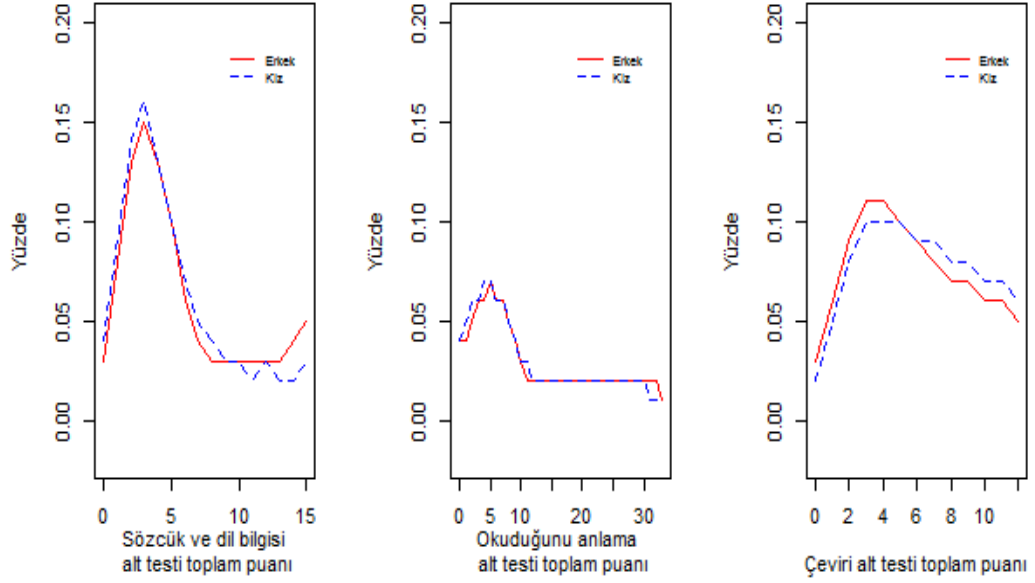 Yüzde
0.00 0.05 0.10 0.15 0.20
Erkek
Kız
0 5 10 15
Sözcük ve dil bilgisi
alt testi toplam puanı
Yüzde
0.00 0.05 0.10 0.15 0.20
Erkek
Kız
0 5 10 20 30
Okuduğunu anlama
alt testi toplam puanı
Yüzde
0.00 0.05 0.10 0.15 0.20
Erkek
Kız
0 2 4 6 8 10
Çeviri alt testi toplam puanı